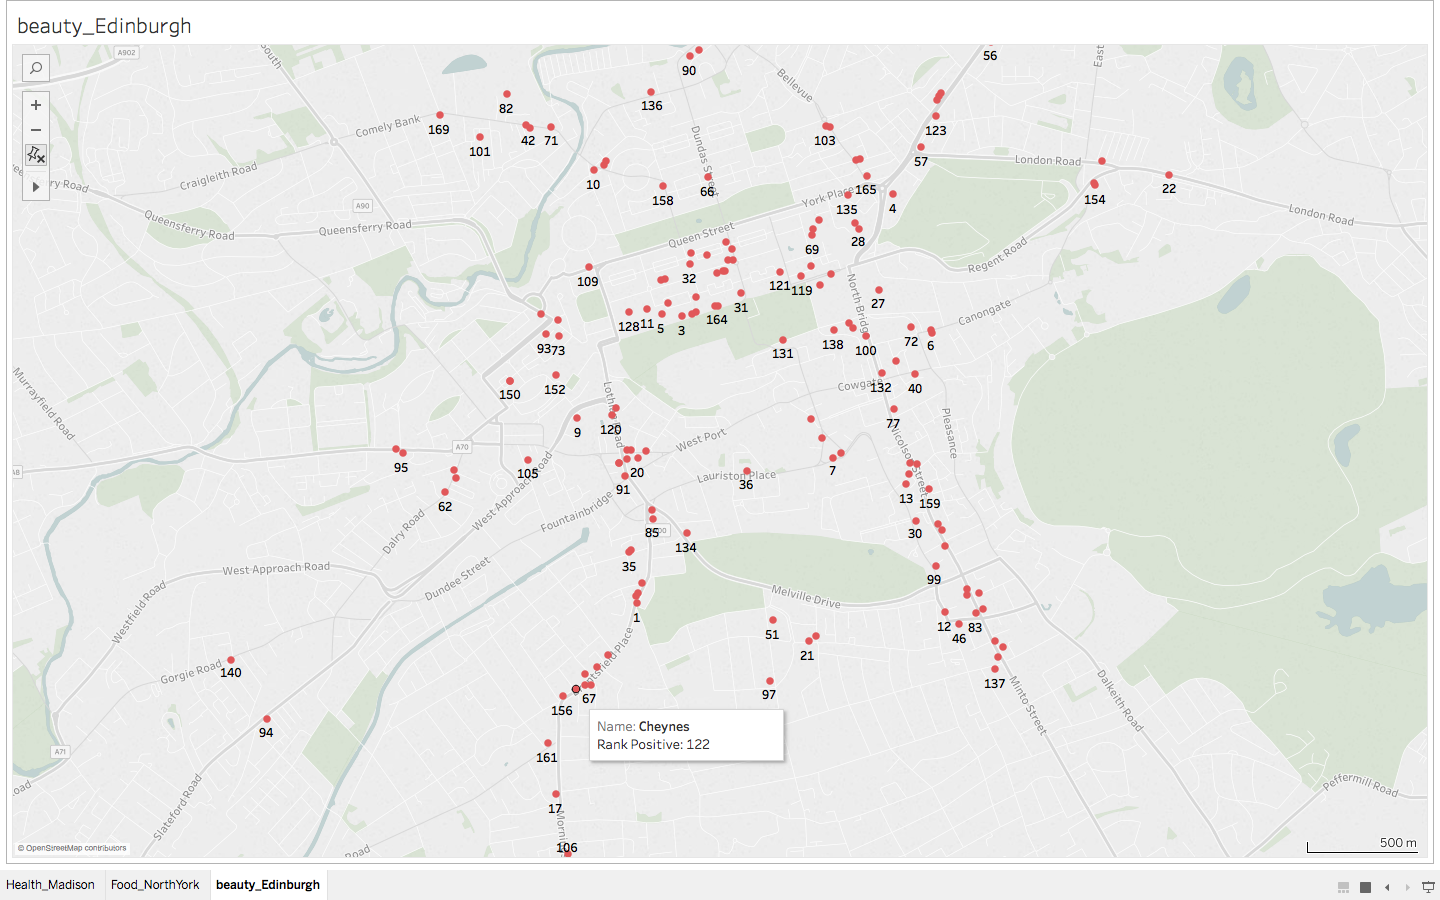 beauty_Edinburgh
A902
South
56
East
90
Bellevue
82
136
169
Comely Bank
123
101
42
71
Dundas Street
103
57
London Road
Craigleith Road
10
158
66
York Place
165
154
22
A90
135
4
London Road
Queensferry Road
Queensferry Road
Queen Street
69
28
Regent Road
109
32
121
119
North Bridge
27
31
Canongate
128
11
5
3
164
93
73
131
138
100
72
6
Murrayfield Road
150
152
Cowgate
132
40
Lothian Road
9
120
77
Pleasance
A70
West Port
95
105
20
7
Nicolson Street
91
Lauriston Place
36
62
West Approach Road
13
159
Fountainbridge
Dalry Road
85
30
134
35
West Approach Road
Dundee Street
99
Melville Drive
Westfield Road
1
51
12
46
83
21
Gorgie Road
140
97
137
Dalkeith Road
156
67
Minto Street
Name: Cheynes
Rank Positive: 122
94
A71
161
Slateford Road
17
Peffermill Road
106
Road
500 m
© OpenStreetMap contributors
Health_Madison
Food_NorthYork
beauty_Edinburgh